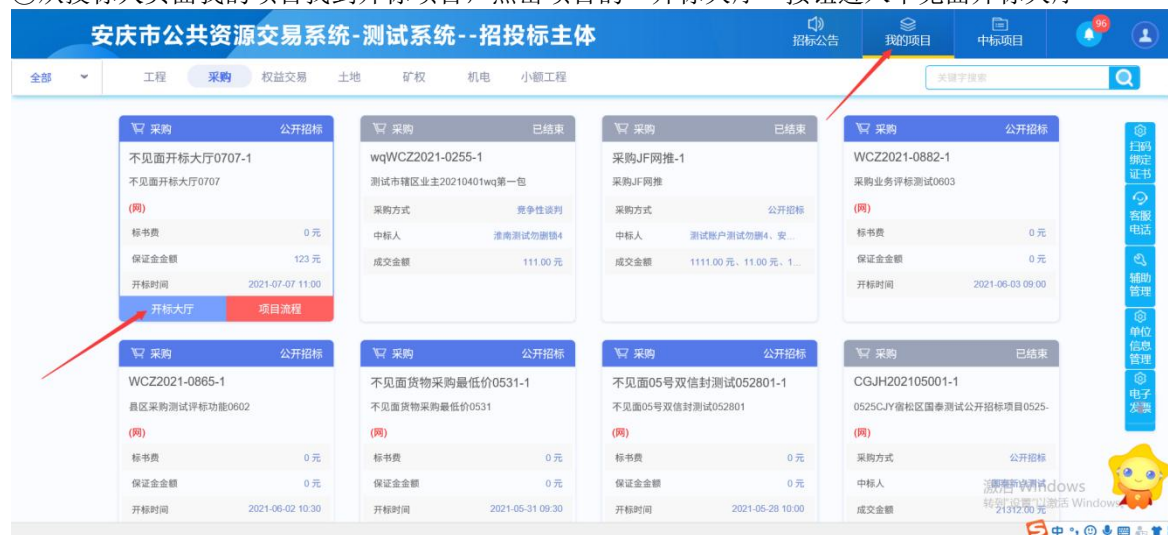 安庆市公共资源交易系统-测试系统--招投标主体
招标公告
我的项目
中标项目
96
全部
工程 采购 权益交易 土地 矿权 机电 小额工程
关键字搜索
采购 公开招标
不见面开标大厅0707-1
不见面开标大厅0707
(网)
标书费 0 元
保证金金额 123 元
开标时间 2021-07-07 11:00
开标大厅 项目流程
采购 已结束
wqWCZ2021-0255-1
测试市辖区业主20210401wq第一包
采购方式 竞争性谈判
中标人 淮南测试勿删锁4
成交金额 111.00 元
采购 已结束
采购JF网推-1
采购JF网推
采购方式 公开招标
中标人 测试账户测试勿删4、安...
成交金额 1111.00 元、11.00 元、1...
采购 公开招标
WCZ2021-0882-1
采购业务评标测试0603
(网)
标书费 0 元
保证金金额 0 元
开标时间 2021-06-03 09:00
采购 公开招标
WCZ2021-0865-1
县区采购测试评标功能0602
(网)
标书费 0 元
保证金金额 0 元
开标时间 2021-06-02 10:30
采购 公开招标
不见面货物采购最低价0531-1
不见面货物采购最低价0531
(网)
标书费 0 元
保证金金额 0 元
开标时间 2021-05-31 09:30
采购 公开招标
不见面05号双信封测试052801-1
不见面05号双信封测试052801
(网)
标书费 0 元
保证金金额 0 元
开标时间 2021-05-28 10:00
采购 已结束
CGJH202105001-1
0525CJY宿松区国泰测试公开招标项目0525-
(网)
采购方式 公开招标
中标人
成交金额 21312.00 元
扫码
绑定
证书
客服
电话
辅助
管理
单位
信息
管理
电子
发票
激活 Windows
转到"设置"以激活 Windows
中